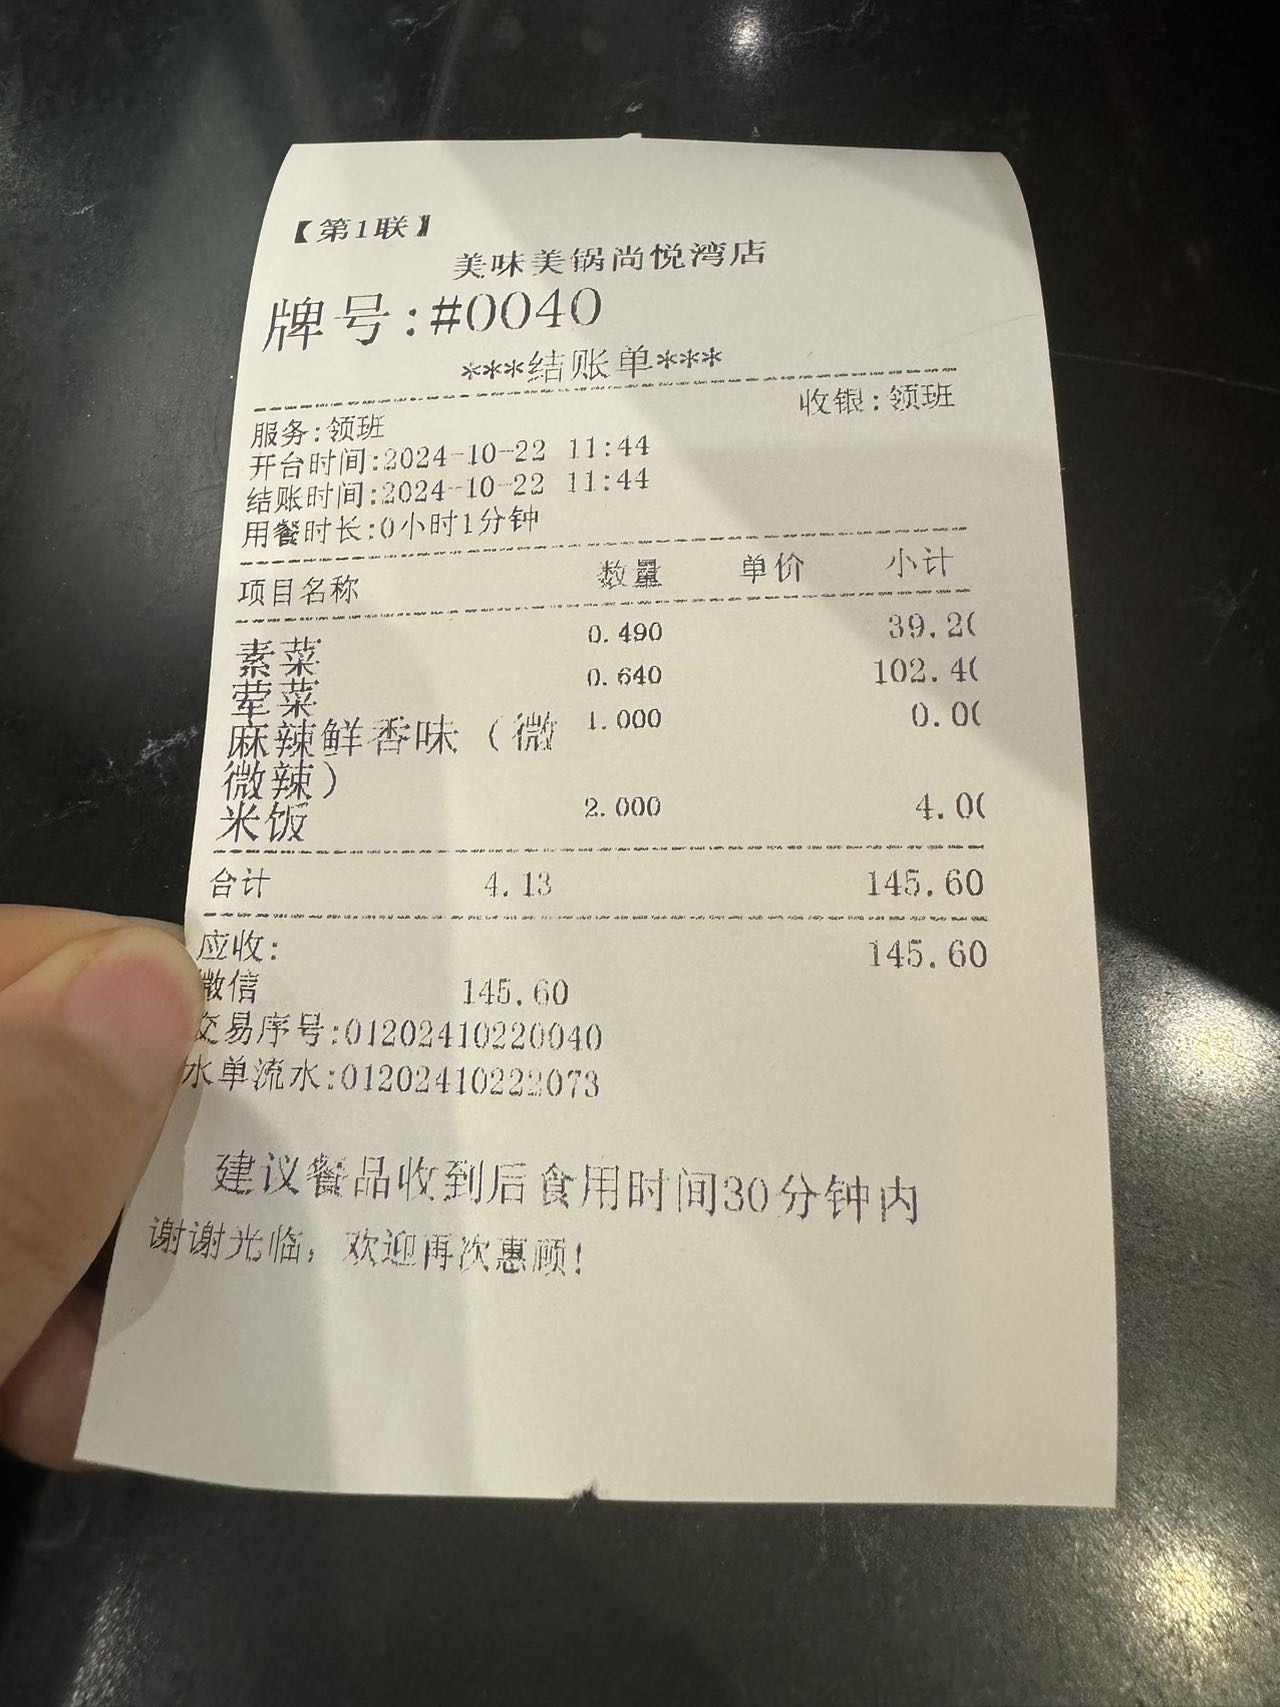 【第1联】
美味美锅尚悦湾店
牌号:#0040
***结账单***
服务:领班 收银:领班
开台时间:2024-10-22 11:44
结账时间:2024-10-22 11:44
用餐时长:0小时1分钟
项目名称 数量 单价 小计
素菜 0.490 39.20
荤菜 0.640 102.40
麻辣鲜香味（微 1.000 0.00
微辣）
米饭 2.000 4.00
合计 4.13 145.60
应收: 145.60
微信 145.60
交易序号:01202410220040
水单流水:01202410222073
建议餐品收到后食用时间30分钟内
谢谢光临，欢迎再次惠顾!